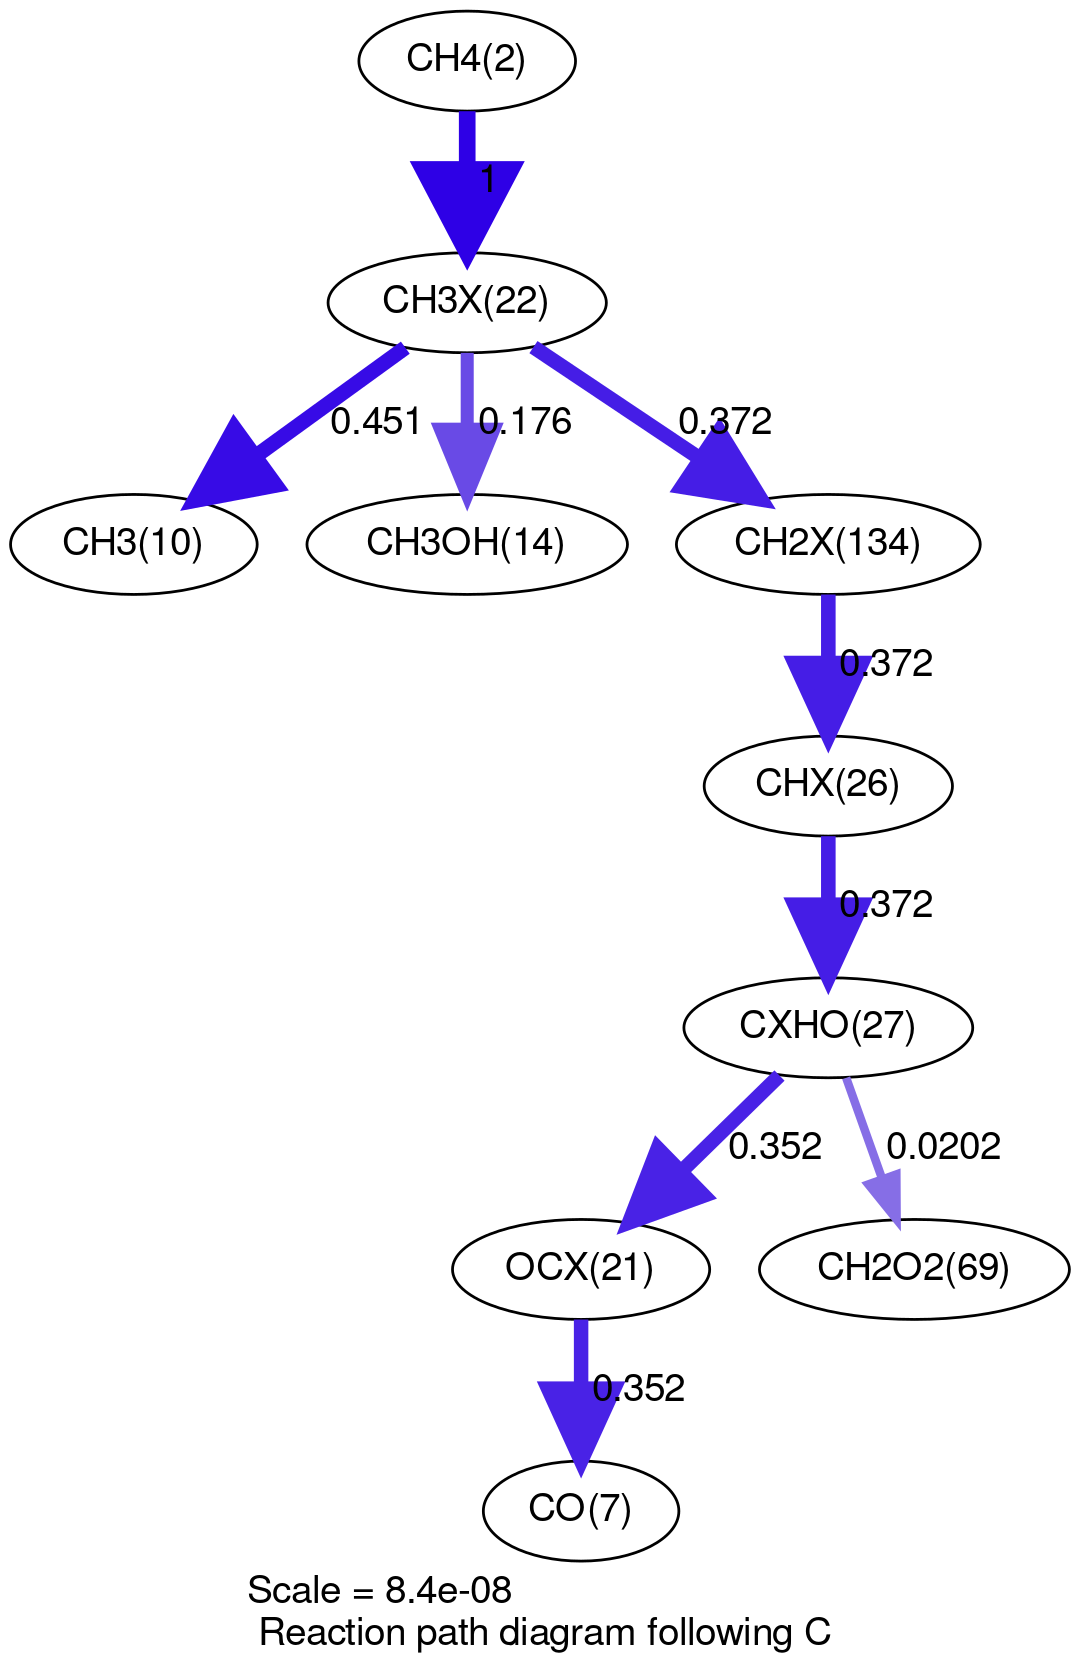 CH4(2)
1
CH3X(22)
0.451
0.176
0.372
CH3(10)
CH3OH(14)
CH2X(134)
0.372
CHX(26)
0.372
CXHO(27)
0.352
0.0202
OCX(21)
CH2O2(69)
0.352
CO(7)
Scale = 8.4e-08
Reaction path diagram following C